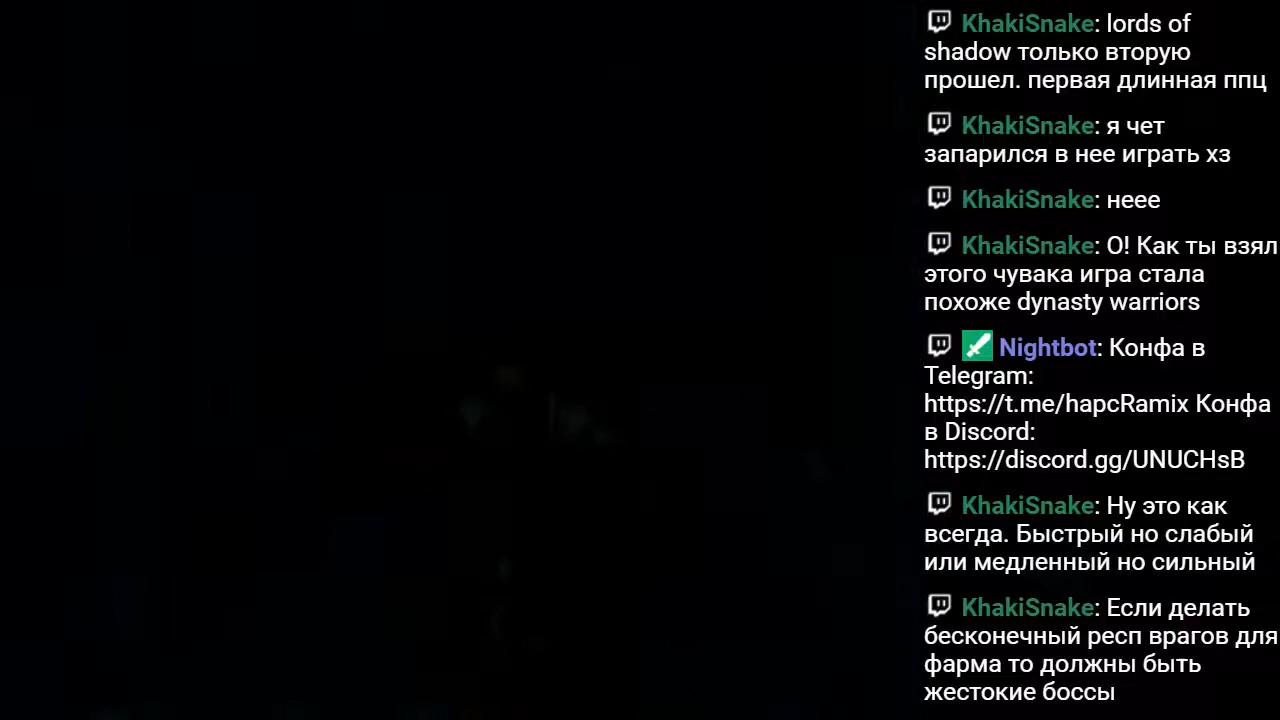 KhakiSnake: lords of
shadow только вторую
прошел. первая длинная ппц
KhakiSnake: я чет
запарился в нее играть хз
KhakiSnake: неее
KhakiSnake: О! Как ты взял
этого чувака игра стала
похоже dynasty warriors
Nightbot: Конфа в
Telegram:
https://t.me/hapcRamix Конфа
в Discord:
https://discord.gg/UNUCHsB
KhakiSnake: Ну это как
всегда. Быстрый но слабый
или медленный но сильный
KhakiSnake: Если делать
бесконечный респ врагов для
фарма то должны быть
жестокие боссы